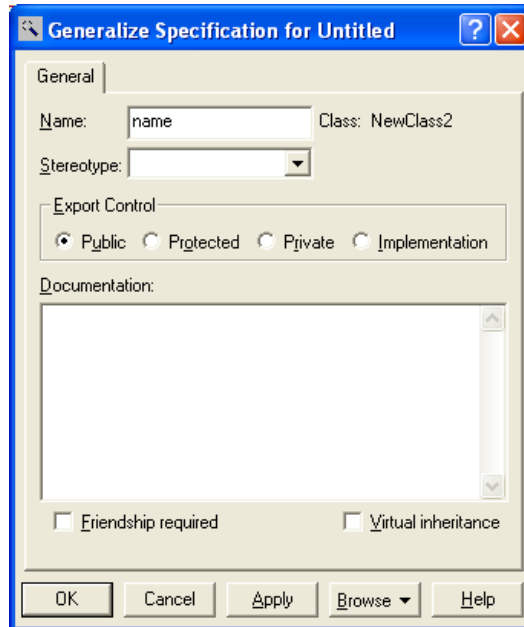 Generalize Specification for Untitled
General
Name: name Class: NewClass2
Stereotype:
Export Control
Public Protected Private Implementation
Documentation:
Friendship required Virtual inheritance
OK Cancel Apply Browse Help